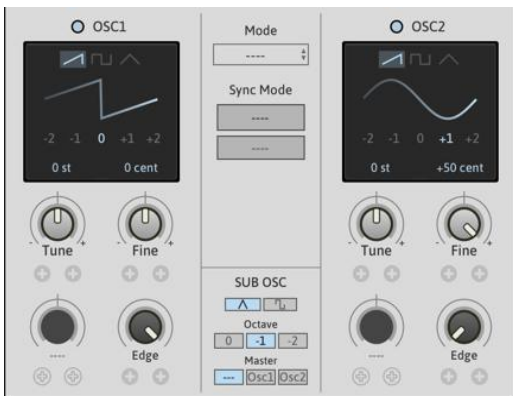 OSC1
-2 -1 0 +1 +2
0 st 0 cent
- Tune +
- Fine +
----
Edge
Mode
----
Sync Mode
----
----
SUB OSC
Octave
0 -1 -2
Master
--- Osc1 Osc2
OSC2
-2 -1 0 +1 +2
0 st +50 cent
- Tune +
- Fine +
----
Edge